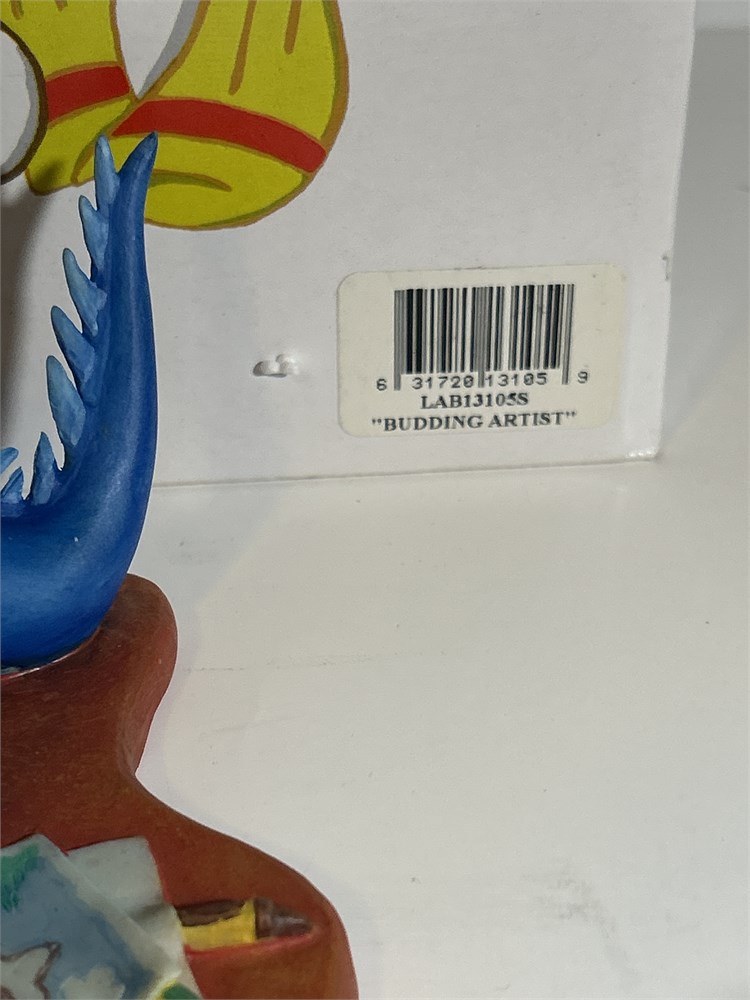 6 31720 13105 9
LAB13105S
"BUDDING ARTIST"